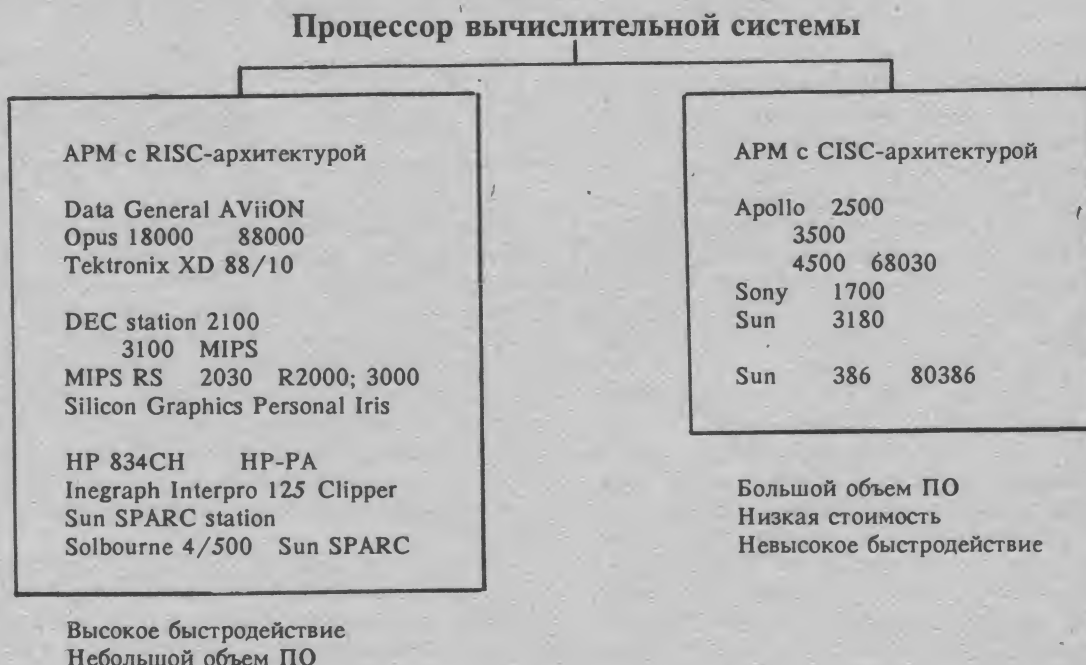 Процессор вычислительной системы
АРМ с RISC-архитектурой
Data General AViiON
Opus 18000 88000
Tektronix XD 88/10
DEC station 2100
3100 MIPS
MIPS RS 2030 R2000; 3000
Silicon Graphics Personal Iris
HP 834CH HP-PA
Inegraph Interpro 125 Clipper
Sun SPARC station
Solbourne 4/500 Sun SPARC
Высокое быстродействие
Небольшой объем ПО
АРМ с CISC-архитектурой
Apollo 2500
3500
4500 68030
Sony 1700
Sun 3180
Sun 386 80386
Большой объем ПО
Низкая стоимость
Невысокое быстродействие